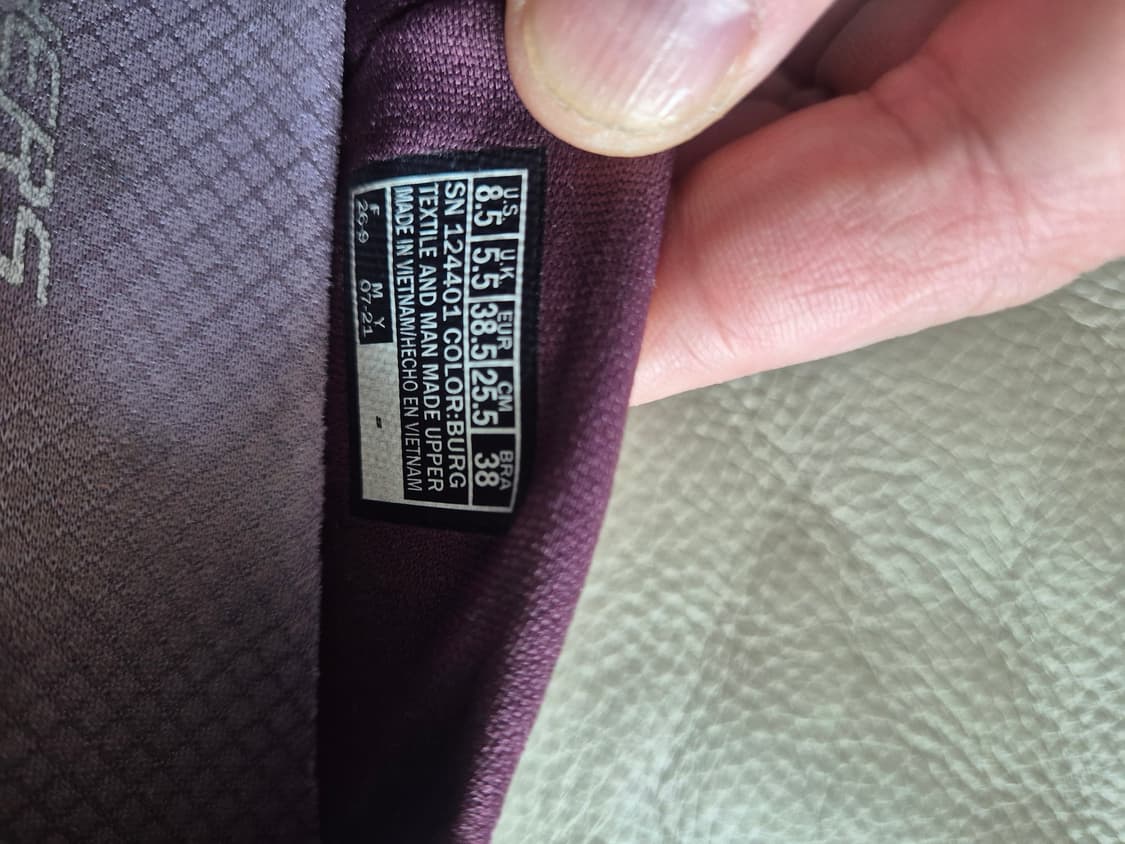 U.S. U.K. EUR CM BRA
8.5 5.5 38.5 25.5 38
SN 124401 COLOR:BURG
TEXTILE AND MAN MADE UPPER
MADE IN VIETNAM/HECHO EN VIETNAM
F M Y
26-9 07-21